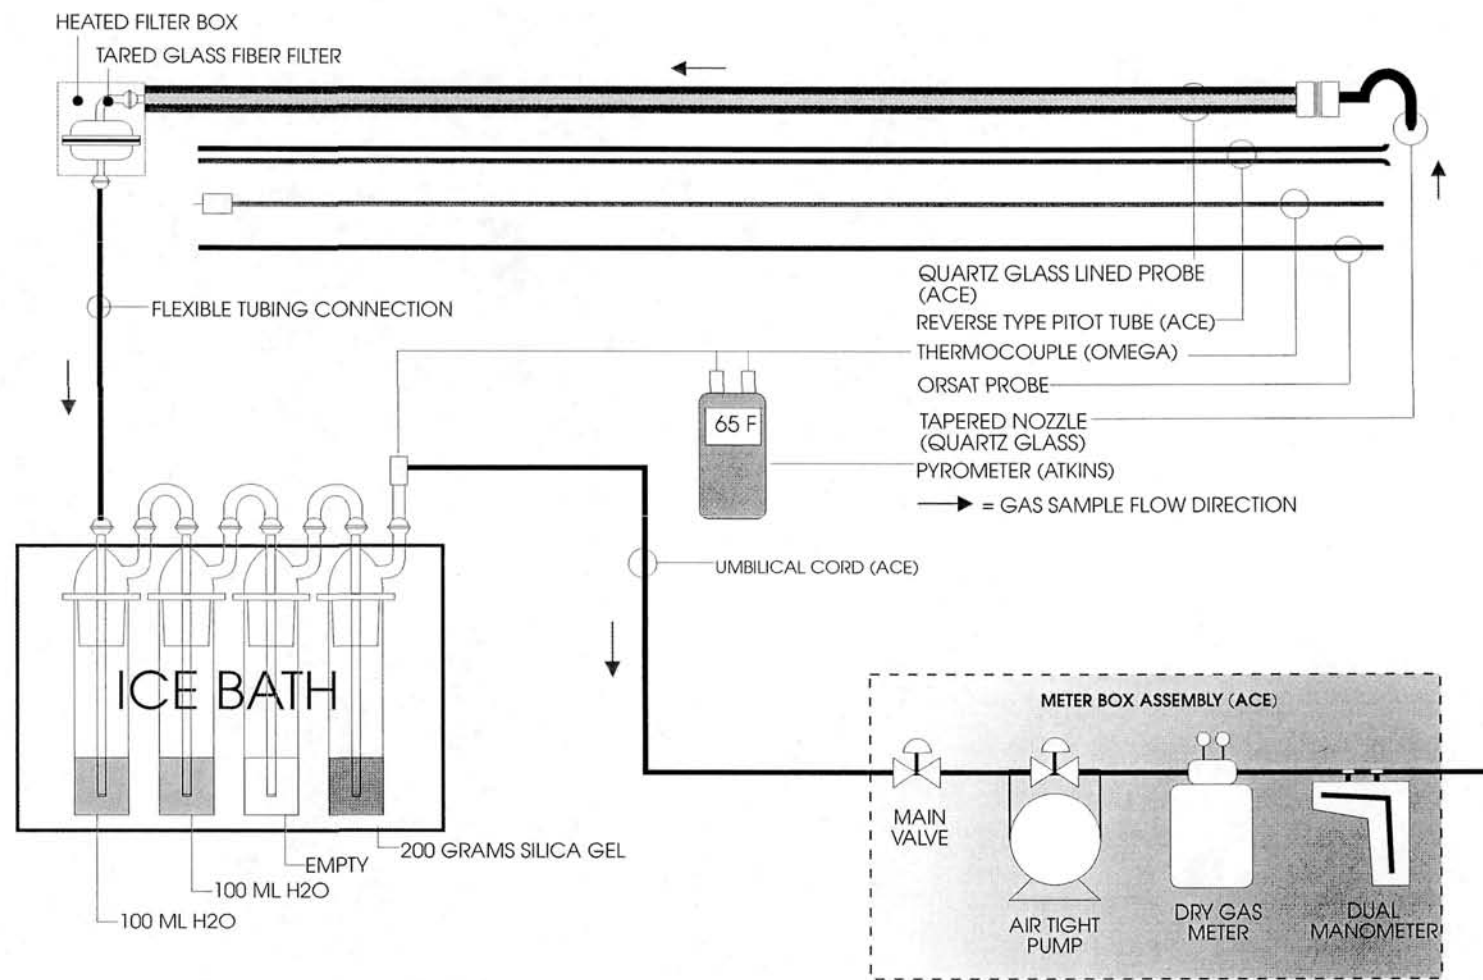 HEATED FILTER BOX
TARED GLASS FIBER FILTER
QUARTZ GLASS LINED PROBE
(ACE)
FLEXIBLE TUBING CONNECTION
REVERSE TYPE PITOT TUBE (ACE)
THERMOCOUPLE (OMEGA)
ORSAT PROBE
65 F
TAPERED NOZZLE
(QUARTZ GLASS)
PYROMETER (ATKINS)
= GAS SAMPLE FLOW DIRECTION
UMBILICAL CORD (ACE)
ICE BATH
METER BOX ASSEMBLY (ACE)
MAIN
VALVE
200 GRAMS SILICA GEL
EMPTY
100 ML H2O
100 ML H2O
AIR TIGHT
PUMP
DRY GAS
METER
DUAL
MANOMETER